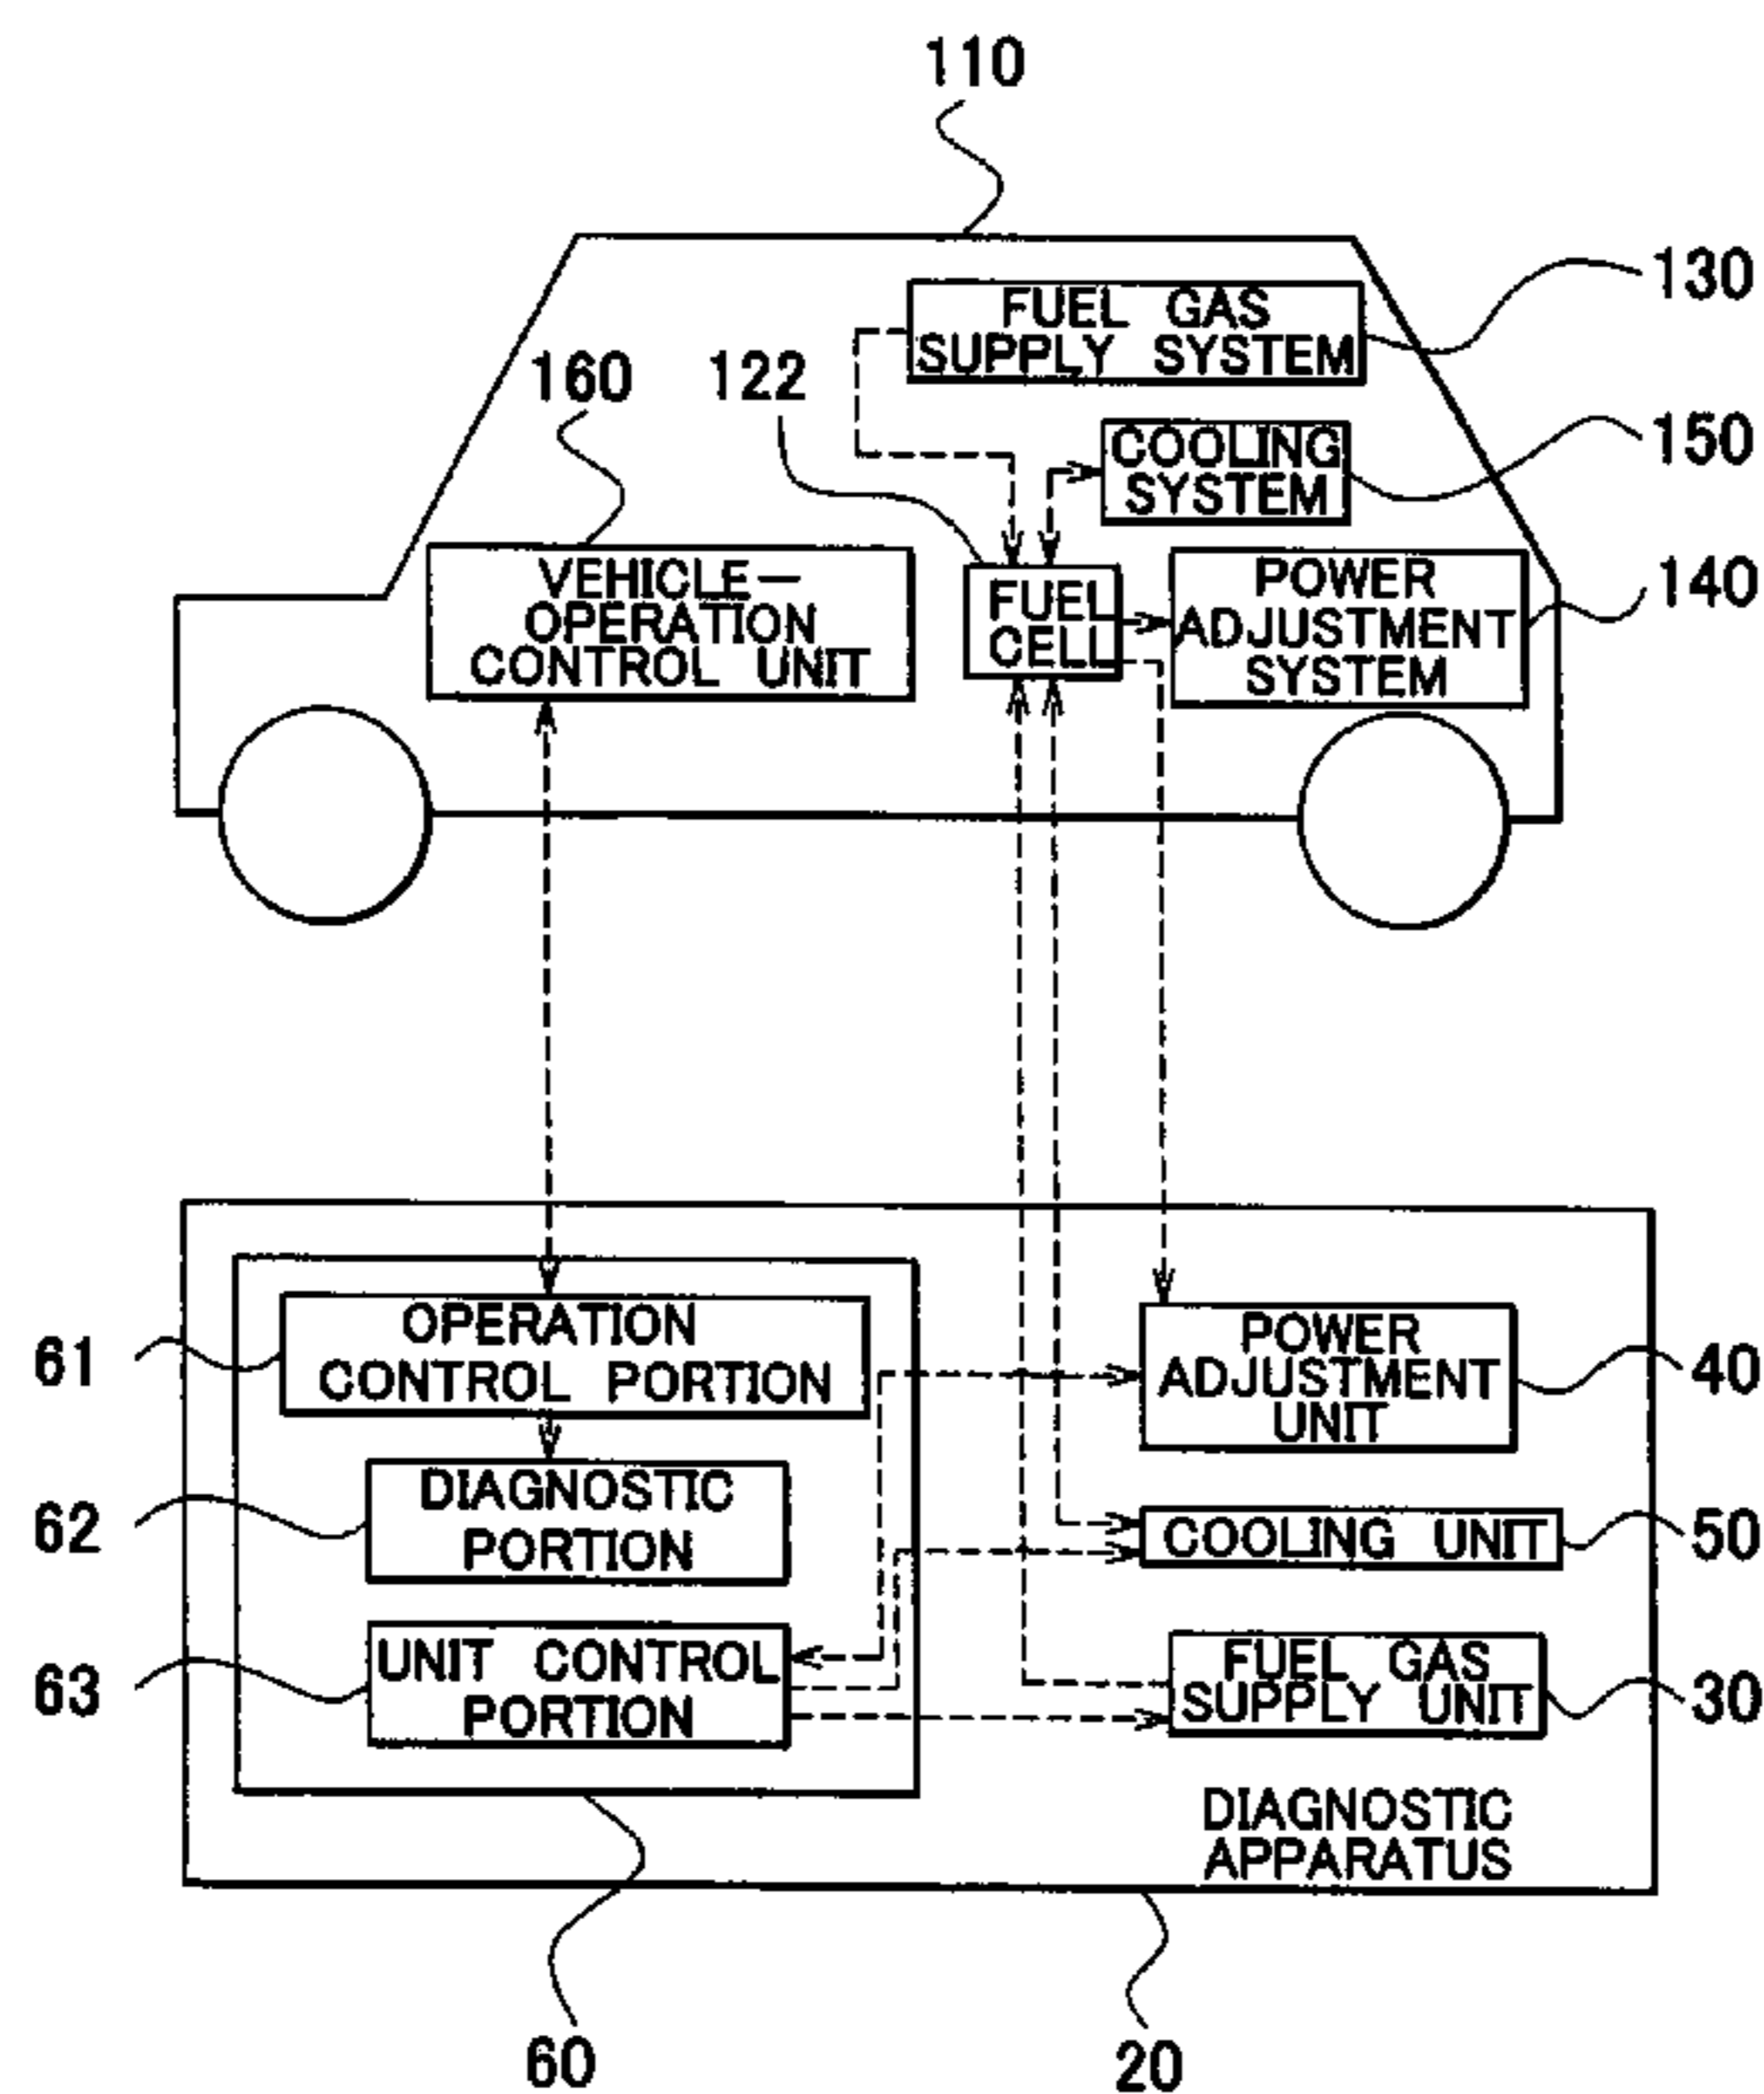 110
FUEL GAS
SUPPLY SYSTEM
130
160
122
COOLING
SYSTEM
150
VEHICLE-
OPERATION
CONTROL UNIT
FUEL
CELL
POWER
ADJUSTMENT
SYSTEM
140
61
OPERATION
CONTROL PORTION
POWER
ADJUSTMENT
UNIT
40
62
DIAGNOSTIC
PORTION
COOLING UNIT
50
63
UNIT CONTROL
PORTION
FUEL GAS
SUPPLY UNIT
30
DIAGNOSTIC
APPARATUS
60
20